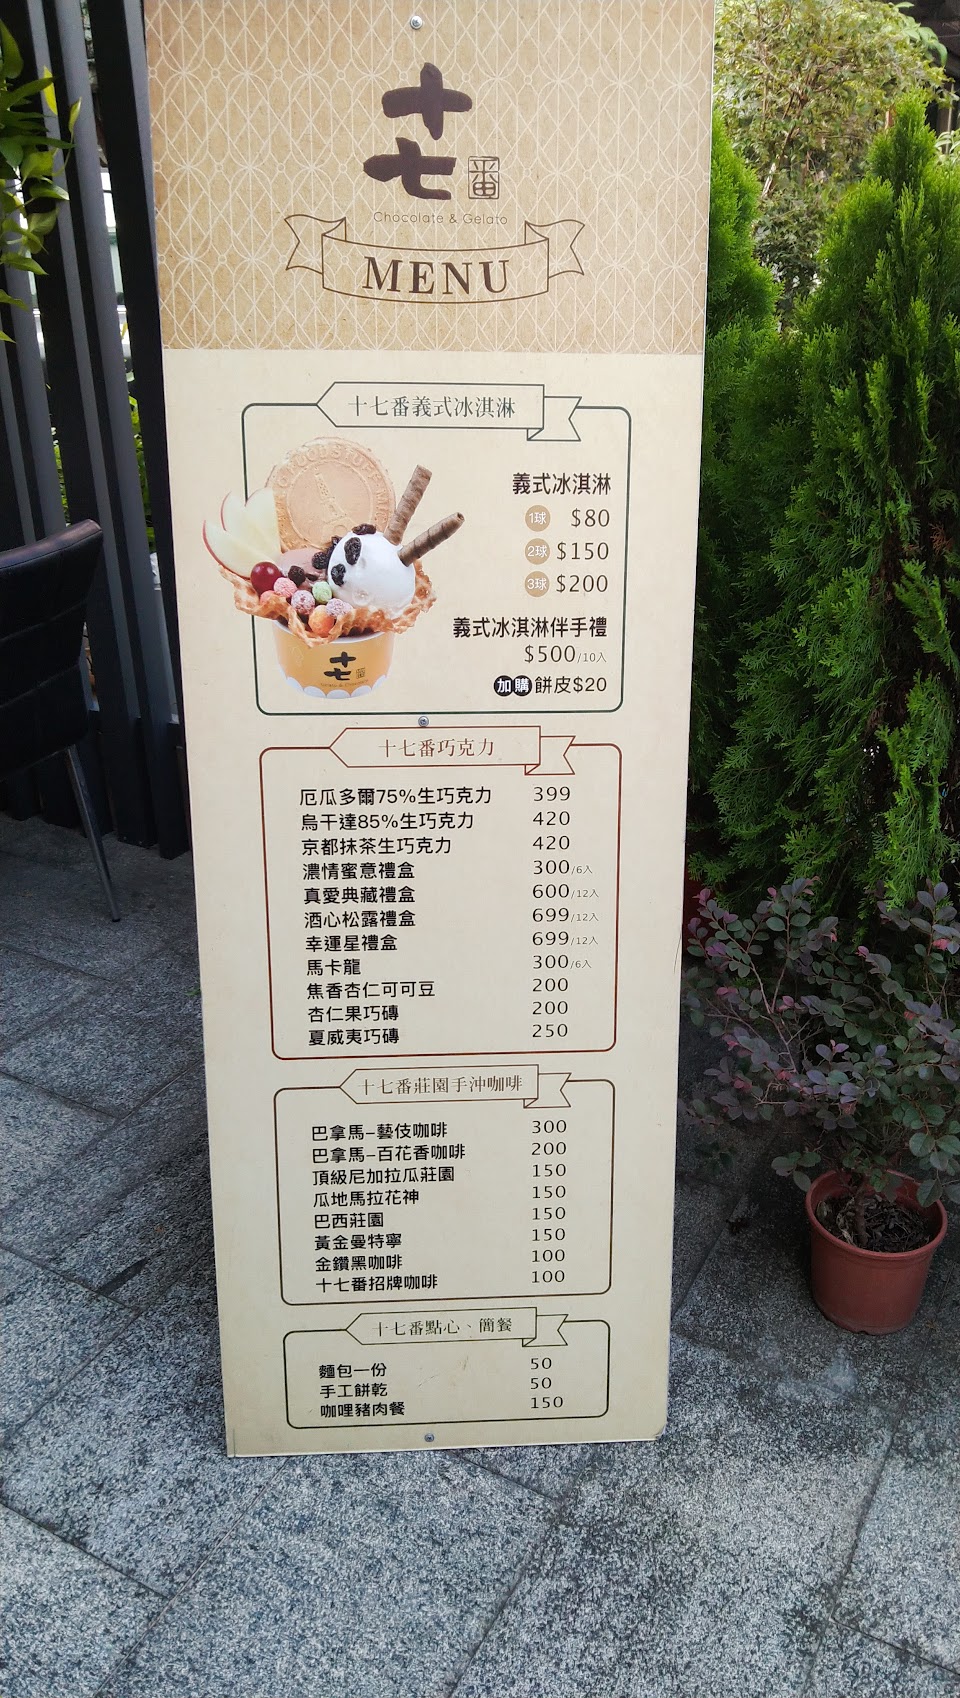 十七番
Chocolate & Gelato
MENU
十七番義式冰淇淋
義式冰淇淋
1球 $80
2球 $150
3球 $200
義式冰淇淋伴手禮
$500/10入
加購餅皮$20
十七番
十七番巧克力
厄瓜多爾75%生巧克力 399
烏干達85%生巧克力 420
京都抹茶生巧克力 420
濃情蜜意禮盒 300/6入
真愛典藏禮盒 600/12入
酒心松露禮盒 699/12入
幸運星禮盒 699/12入
馬卡龍 300/6入
焦香杏仁可可豆 200
杏仁果巧磚 200
夏威夷巧磚 250
十七番莊園手沖咖啡
巴拿馬–藝伎咖啡 300
巴拿馬–百花香咖啡 200
頂級尼加拉瓜莊園 150
瓜地馬拉花神 150
巴西莊園 150
黃金曼特寧 150
金鑽黑咖啡 100
十七番招牌咖啡 100
十七番點心、簡餐
麵包一份 50
手工餅乾 50
咖哩豬肉餐 150